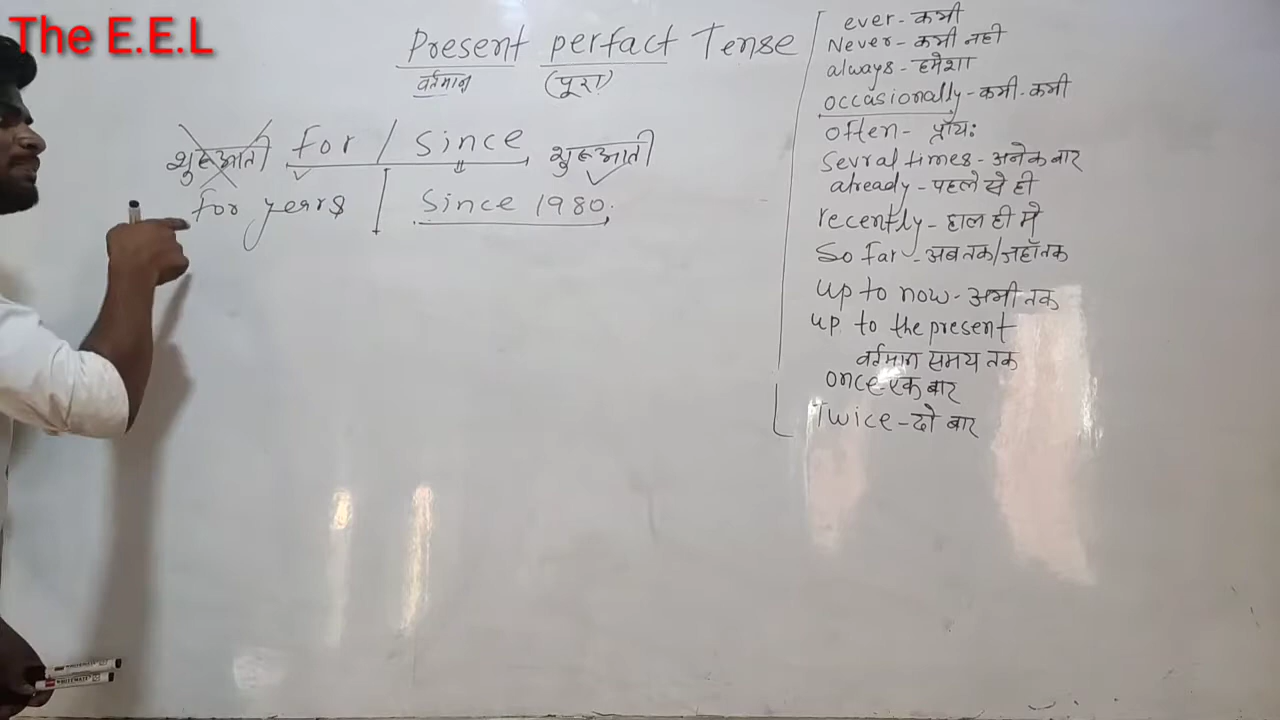 The E.E.L
Present perfact Tense
वर्तमान (पूरा)
शुरूआती For / Since शुरूआती
For years | Since 1980.
ever - कभी
Never - कभी नही
always - हमेशा
occasionally - कभी-कभी
often - प्रॉय:
Sevral times - अनेक बार
already - पहले से ही
recently - हाल ही मे
So far - अब तक/जहॉ तक
up to now - अभी तक
up to the present
वर्तमान समय तक
once - एक बार
Twice - दो बार